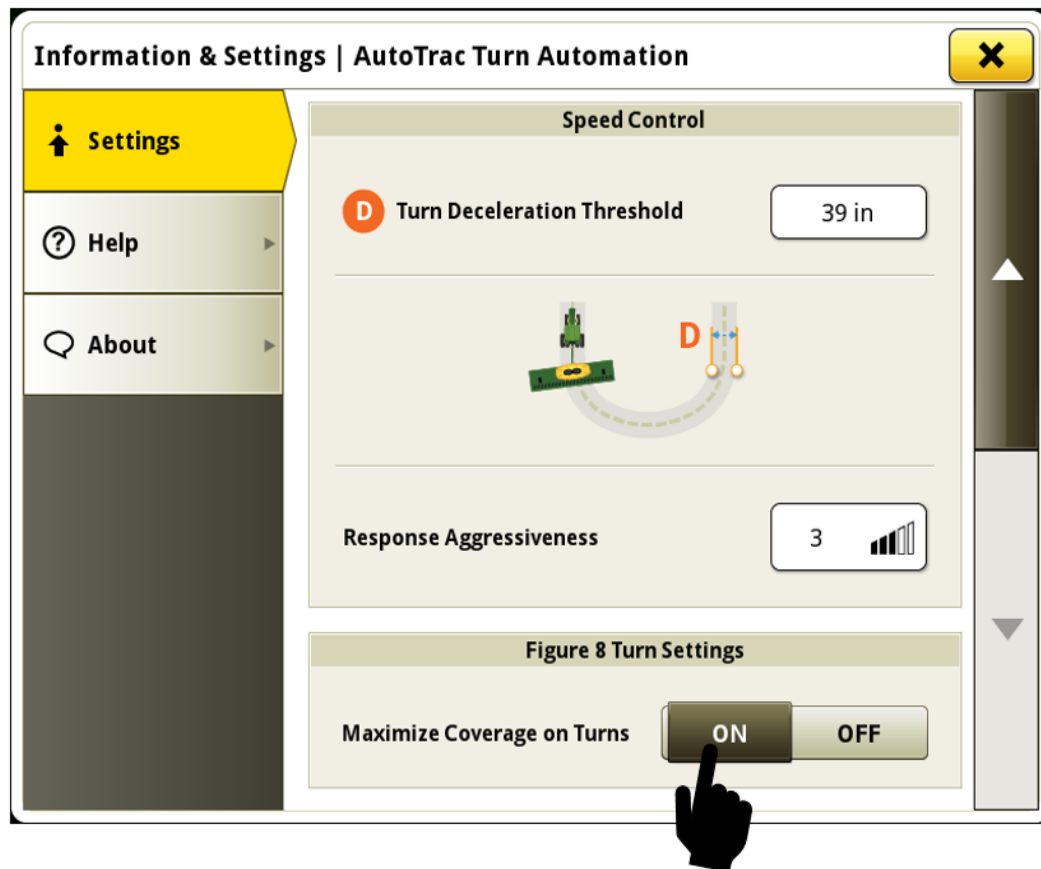 Information & Settings | AutoTrac Turn Automation
Settings
Help
About
Speed Control
D Turn Deceleration Threshold 39 in
D
Response Aggressiveness 3
Figure 8 Turn Settings
Maximize Coverage on Turns ON OFF